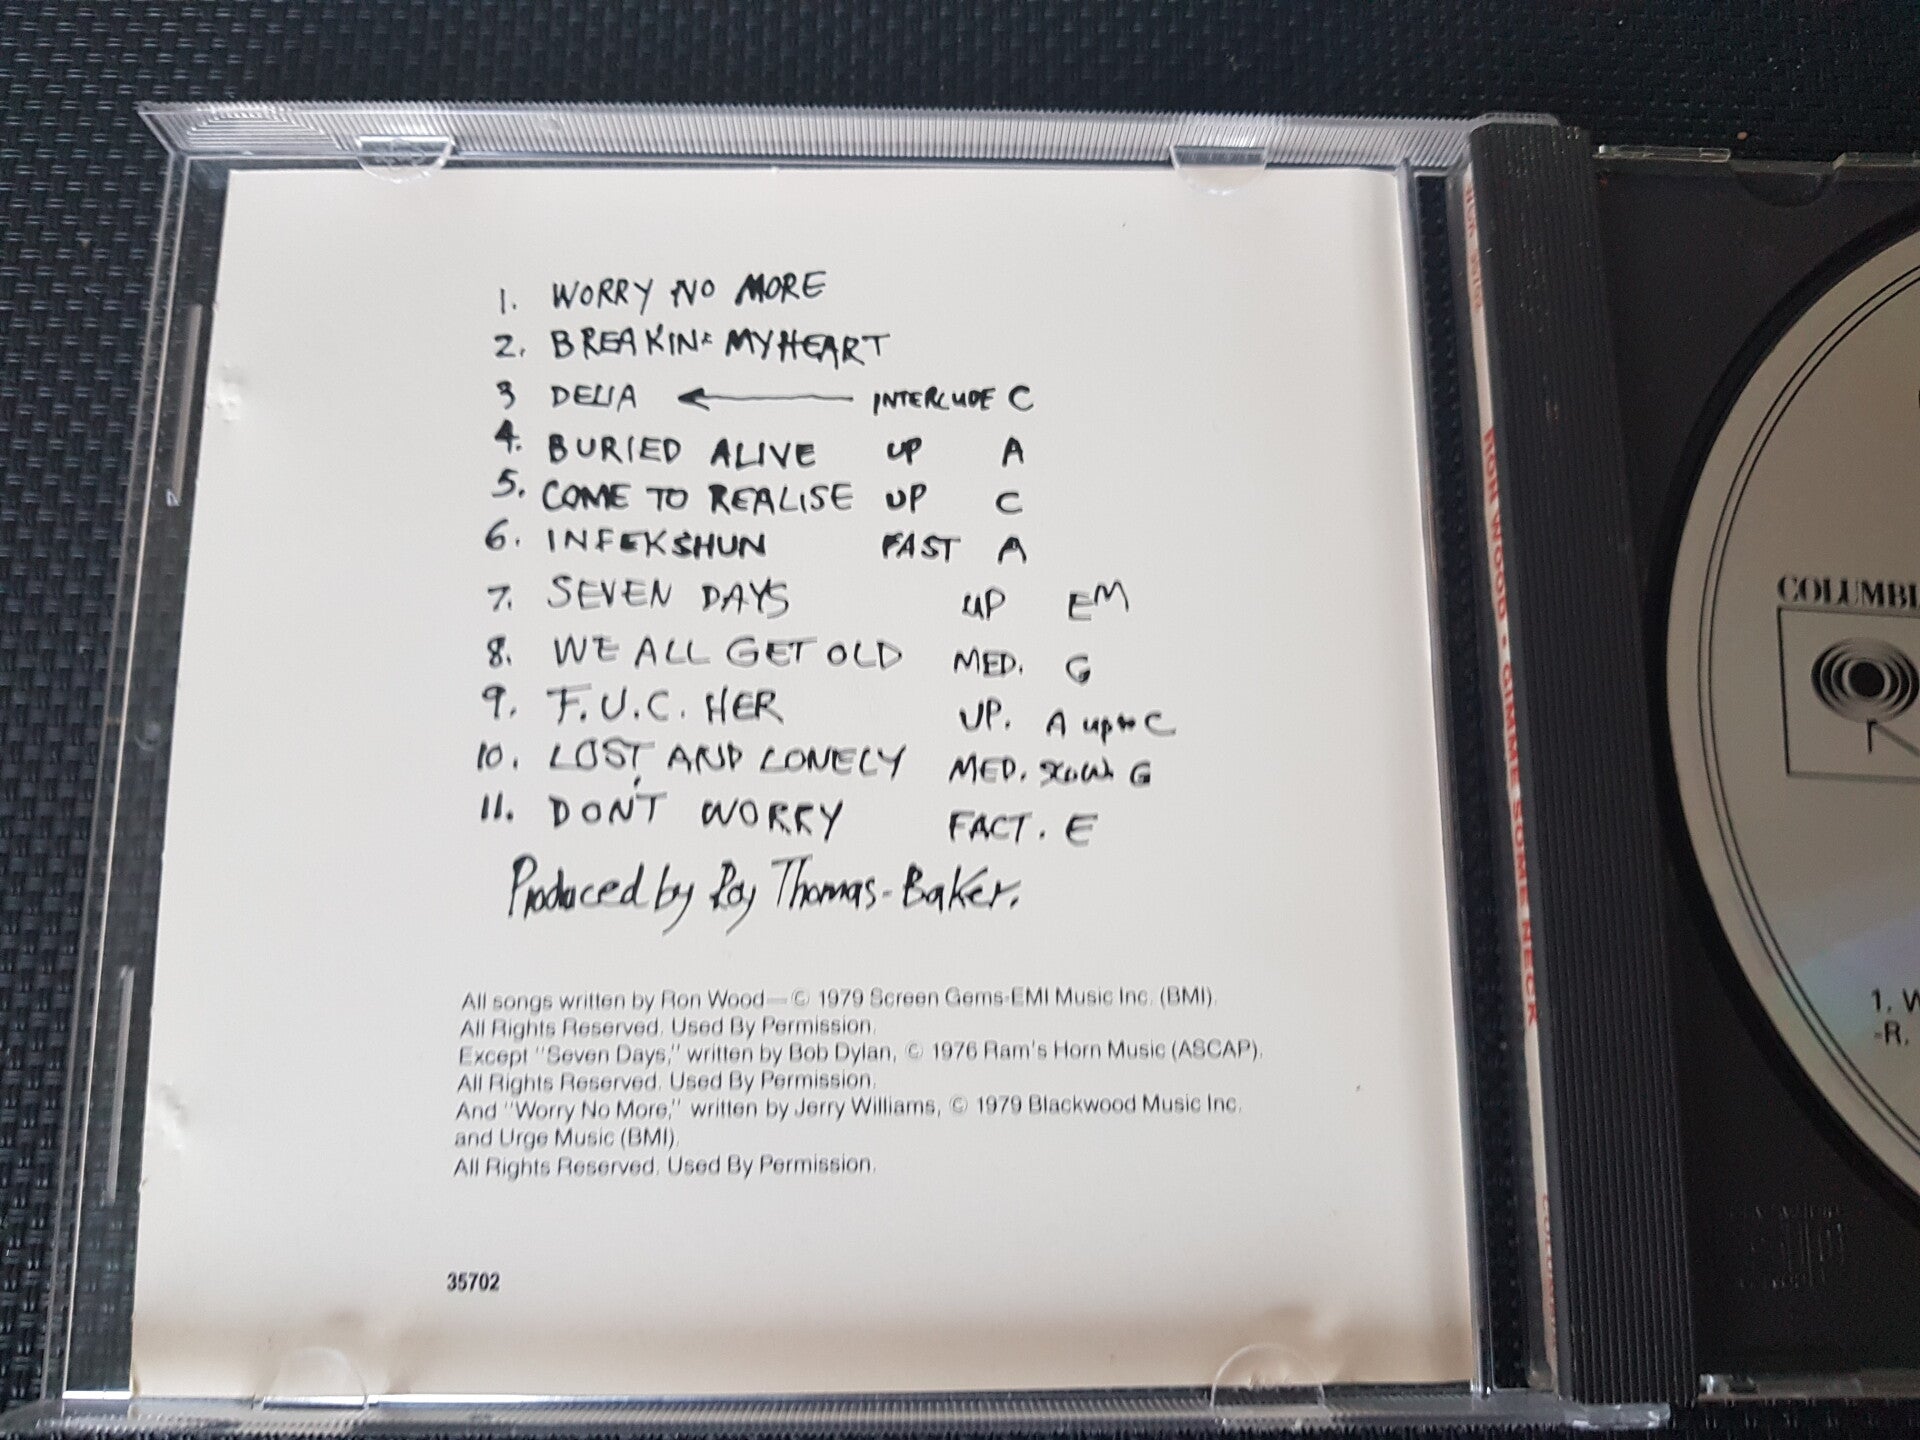 1. WORRY NO MORE
2. BREAKIN' MY HEART
3 DELIA ← INTERLUDE C
4. BURIED ALIVE UP A
5. COME TO REALISE UP C
6. INFEKSHUN FAST A
7. SEVEN DAYS UP EM
8. WE ALL GET OLD MED. G
9. F.U.C. HER UP. A up to C
10. LOST AND LONELY MED. G
11. DON'T WORRY FACT. E
Produced by Roy Thomas-Baker.
All songs written by Ron Wood—© 1979 Screen Gems-EMI Music Inc. (BMI).
All Rights Reserved. Used By Permission.
Except "Seven Days," written by Bob Dylan, © 1976 Ram's Horn Music (ASCAP).
All Rights Reserved. Used By Permission.
And "Worry No More," written by Jerry Williams, © 1979 Blackwood Music Inc.
and Urge Music (BMI).
All Rights Reserved. Used By Permission.
35702
RON WOOD - GIMME SOME NECK
COLUMBI
1. W
-R.